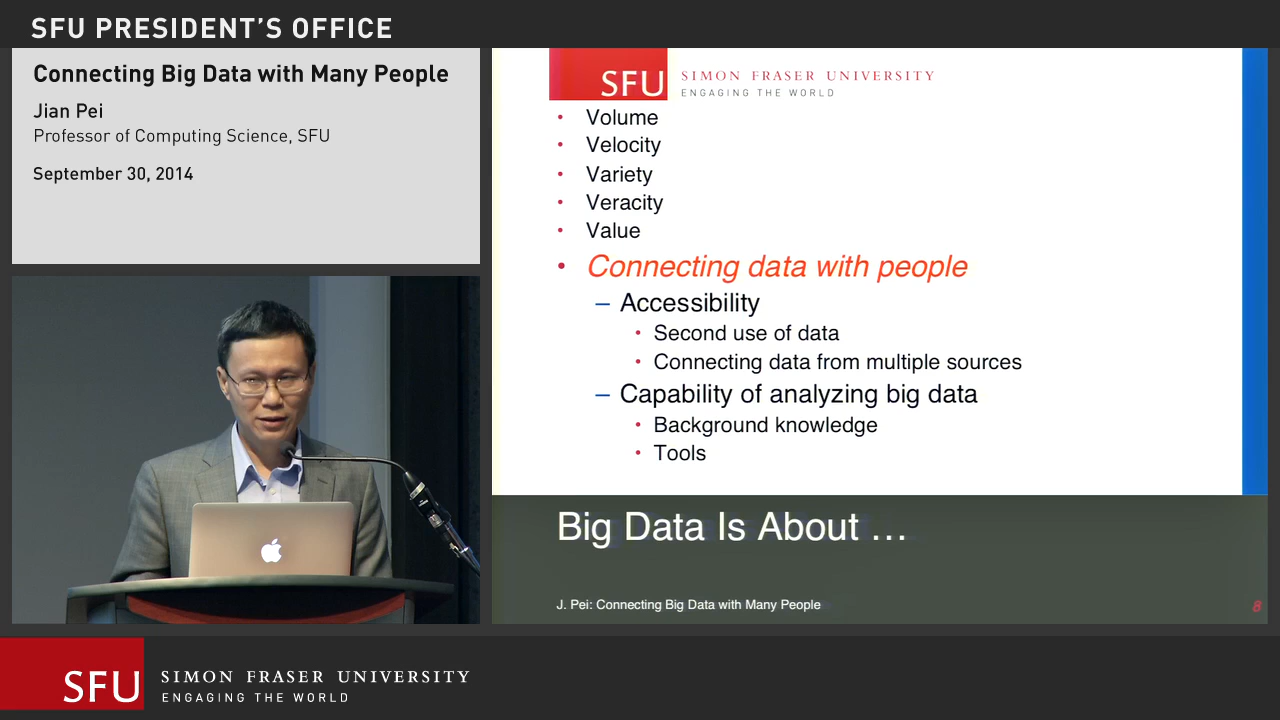 SFU PRESIDENT'S OFFICE
Connecting Big Data with Many People
Jian Pei
Professor of Computing Science, SFU
September 30, 2014
SFU SIMON FRASER UNIVERSITY
ENGAGING THE WORLD
• Volume
• Velocity
• Variety
• Veracity
• Value
• Connecting data with people
– Accessibility
• Second use of data
• Connecting data from multiple sources
– Capability of analyzing big data
• Background knowledge
• Tools
Big Data Is About …
J. Pei: Connecting Big Data with Many People
8
SFU SIMON FRASER UNIVERSITY
ENGAGING THE WORLD